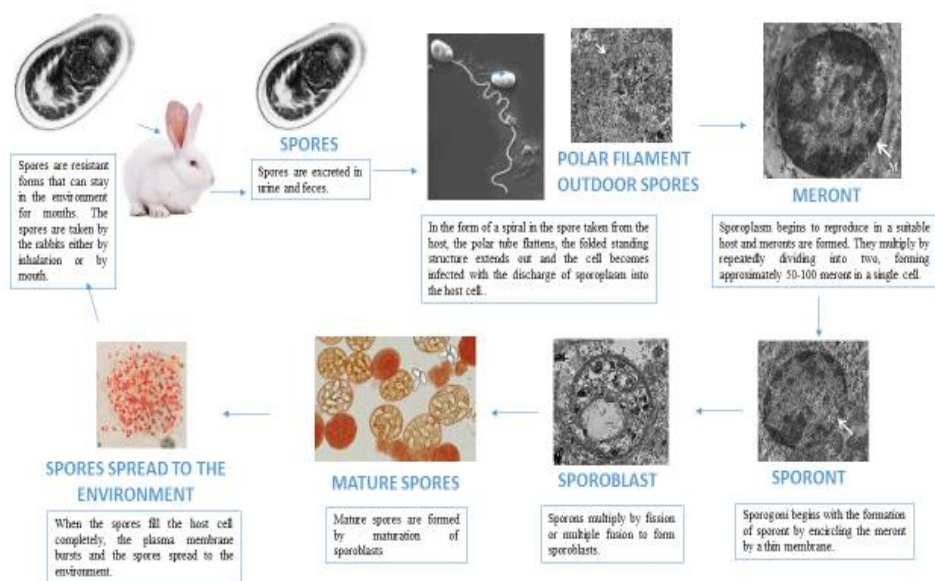 Spores are resistant
forms that can stay
in the environment
for months. The
spores are taken by
the rabbits either by
inhalation or by
mouth.
SPORES
Spores are excreted in
urine and feces.
In the form of a spiral in the spore taken from the
host, the polar tube flattens, the folded standing
structure extends out and the cell becomes
infected with the discharge of sporoplasm into
the host cell..
POLAR FILAMENT
OUTDOOR SPORES
MERONT
Sporoplasm begins to reproduce in a suitable
host and meronts are formed. They multiply by
repeatedly dividing into two, forming
approximately 50-100 meront in a single cell.
SPORONT
Sporogoni begins with the formation
of sporont by encircling the meront
by a thin membrane.
SPOROBLAST
Sporons multiply by fission
or multiple fusion to form
sporoblasts.
MATURE SPORES
Mature spores are formed
by maturation of
sporoblasts
SPORES SPREAD TO THE
ENVIRONMENT
When the spores fill the host cell
completely, the plasma membrane
bursts and the spores spread to the
environment.